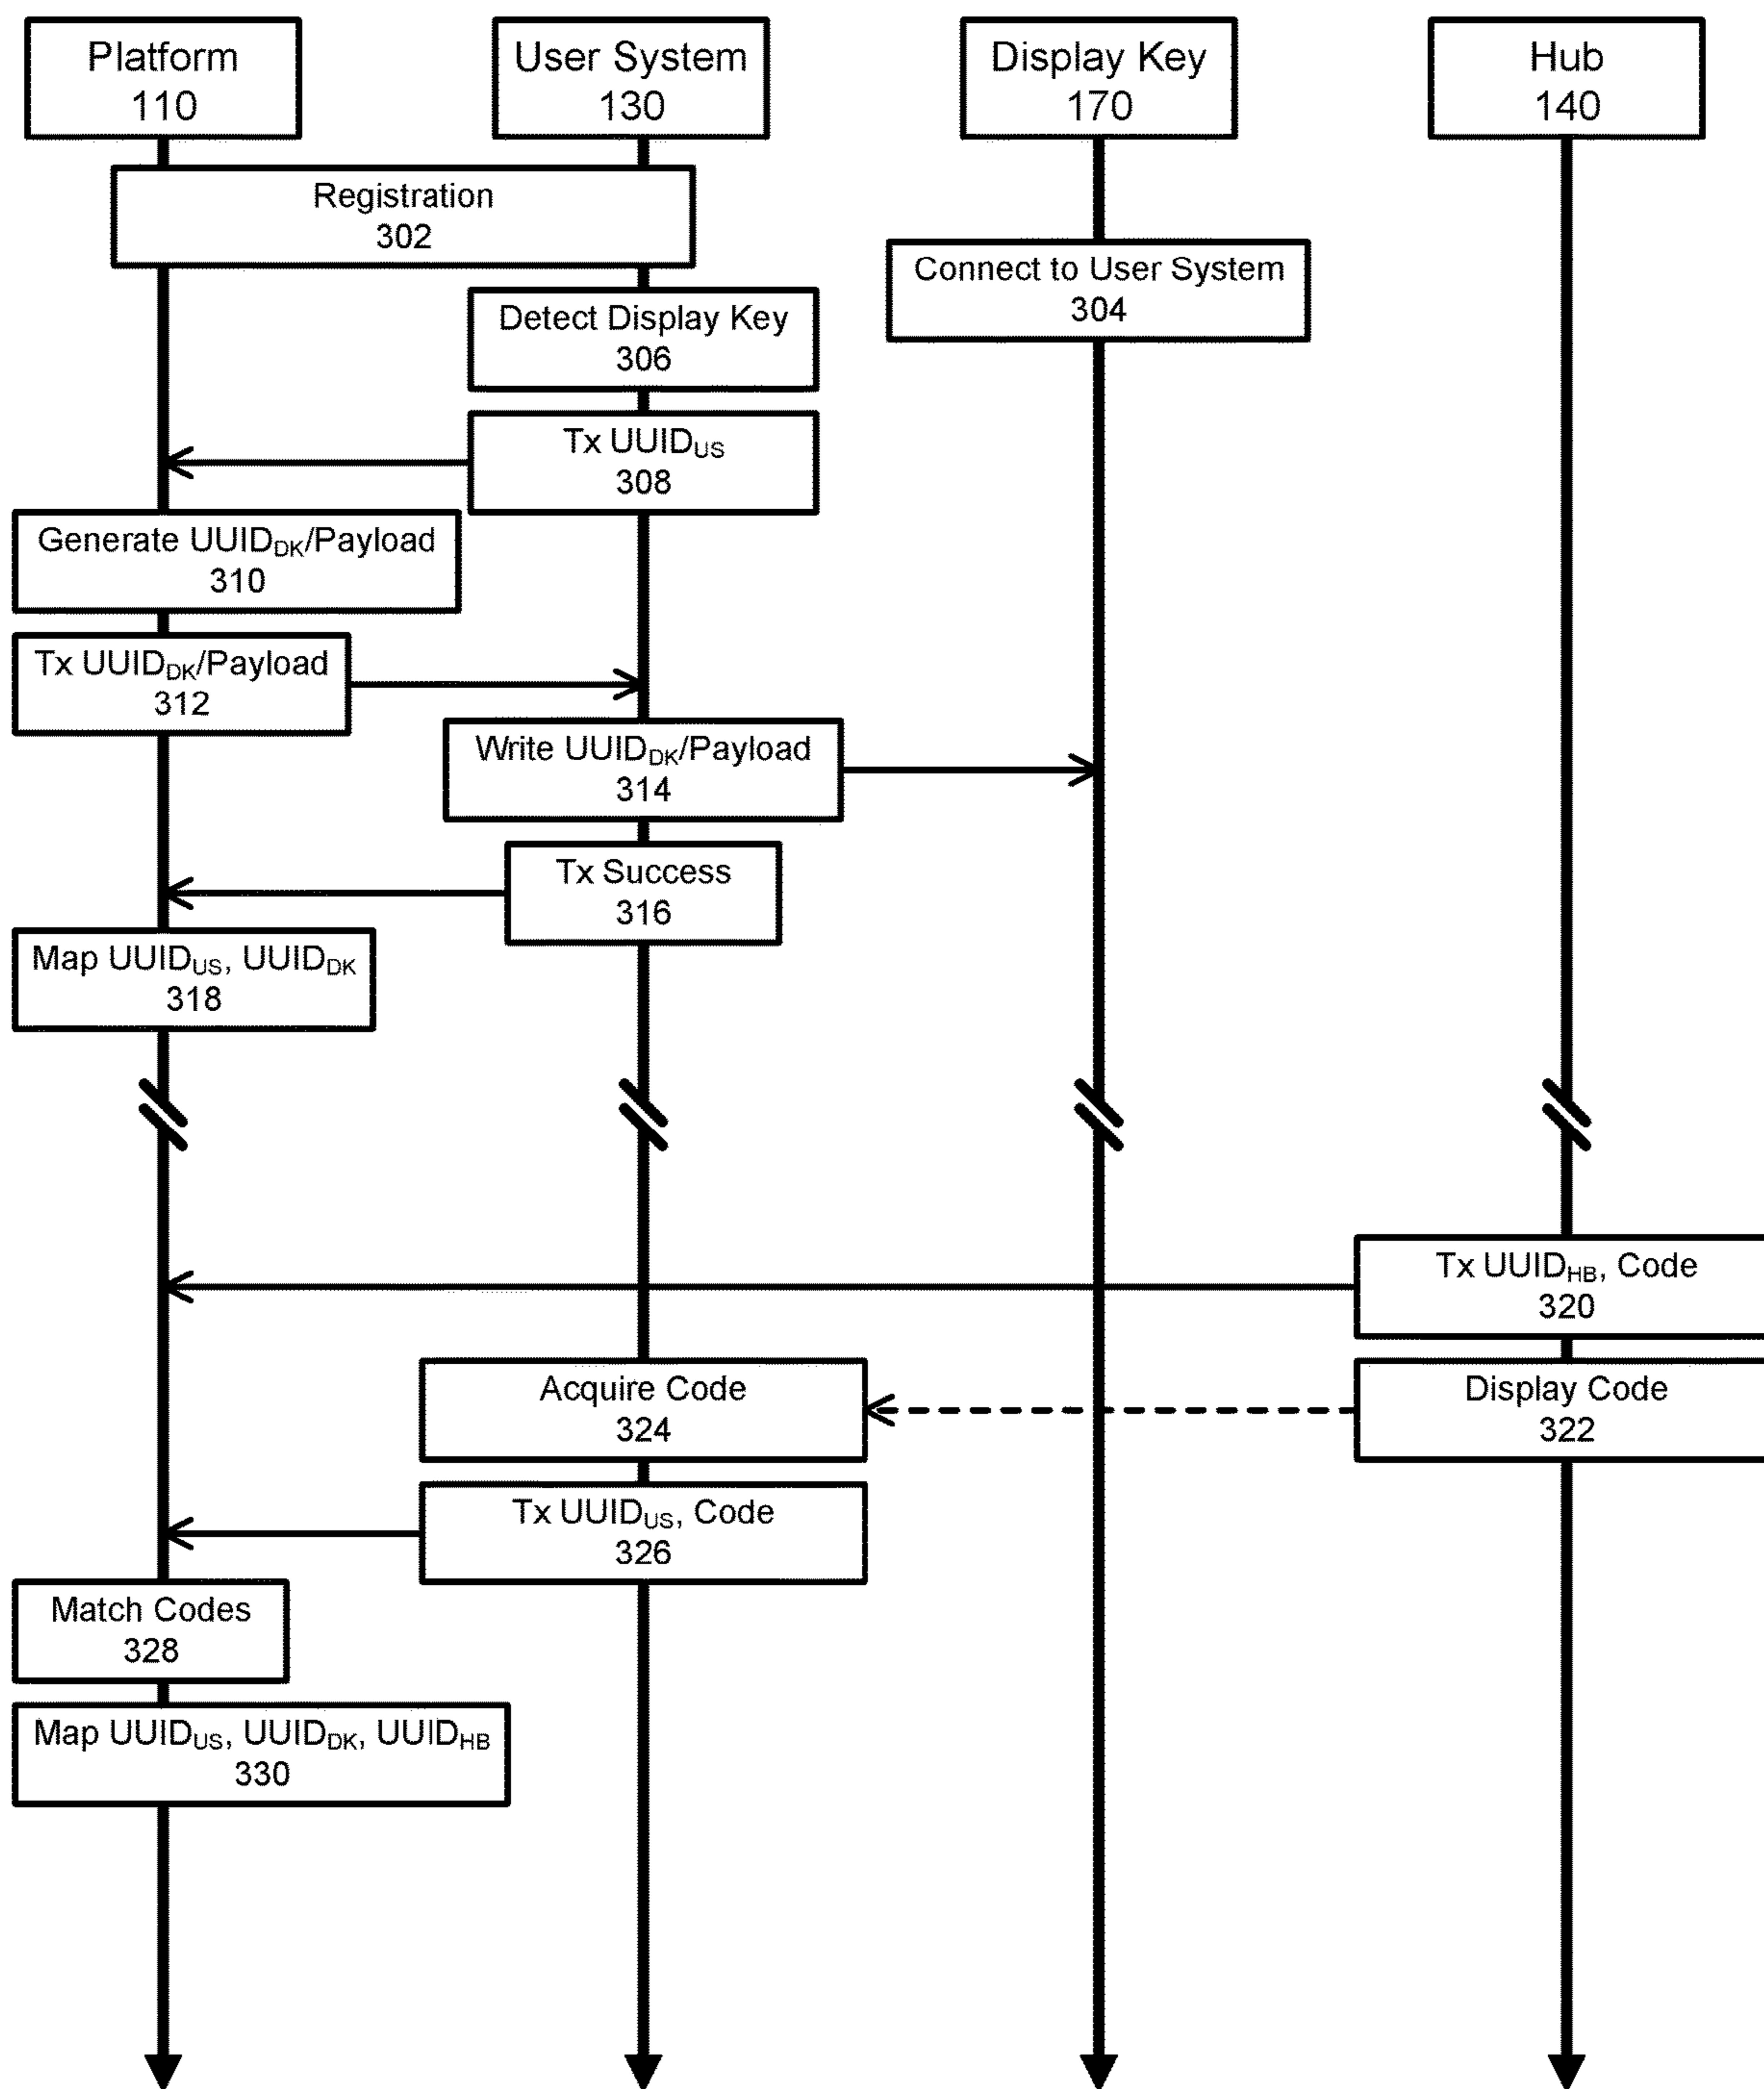 Platform
110
User System
130
Display Key
170
Hub
140
Registration
302
Connect to User System
304
Detect Display Key
306
Tx UUIDUS
308
Generate UUIDDK/Payload
310
Tx UUIDDK/Payload
312
Write UUIDDK/Payload
314
Tx Success
316
Map UUIDUS, UUIDDK
318
Tx UUIDHB, Code
320
Acquire Code
324
Display Code
322
Tx UUIDUS, Code
326
Match Codes
328
Map UUIDUS, UUIDDK, UUIDHB
330